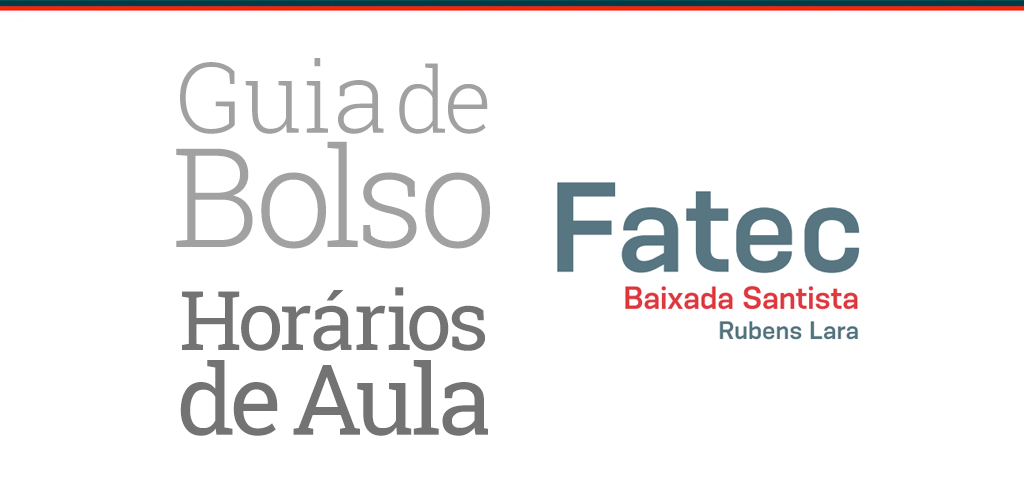 Guia de
Bolso
Horários
de Aula
Fatec
Baixada Santista
Rubens Lara